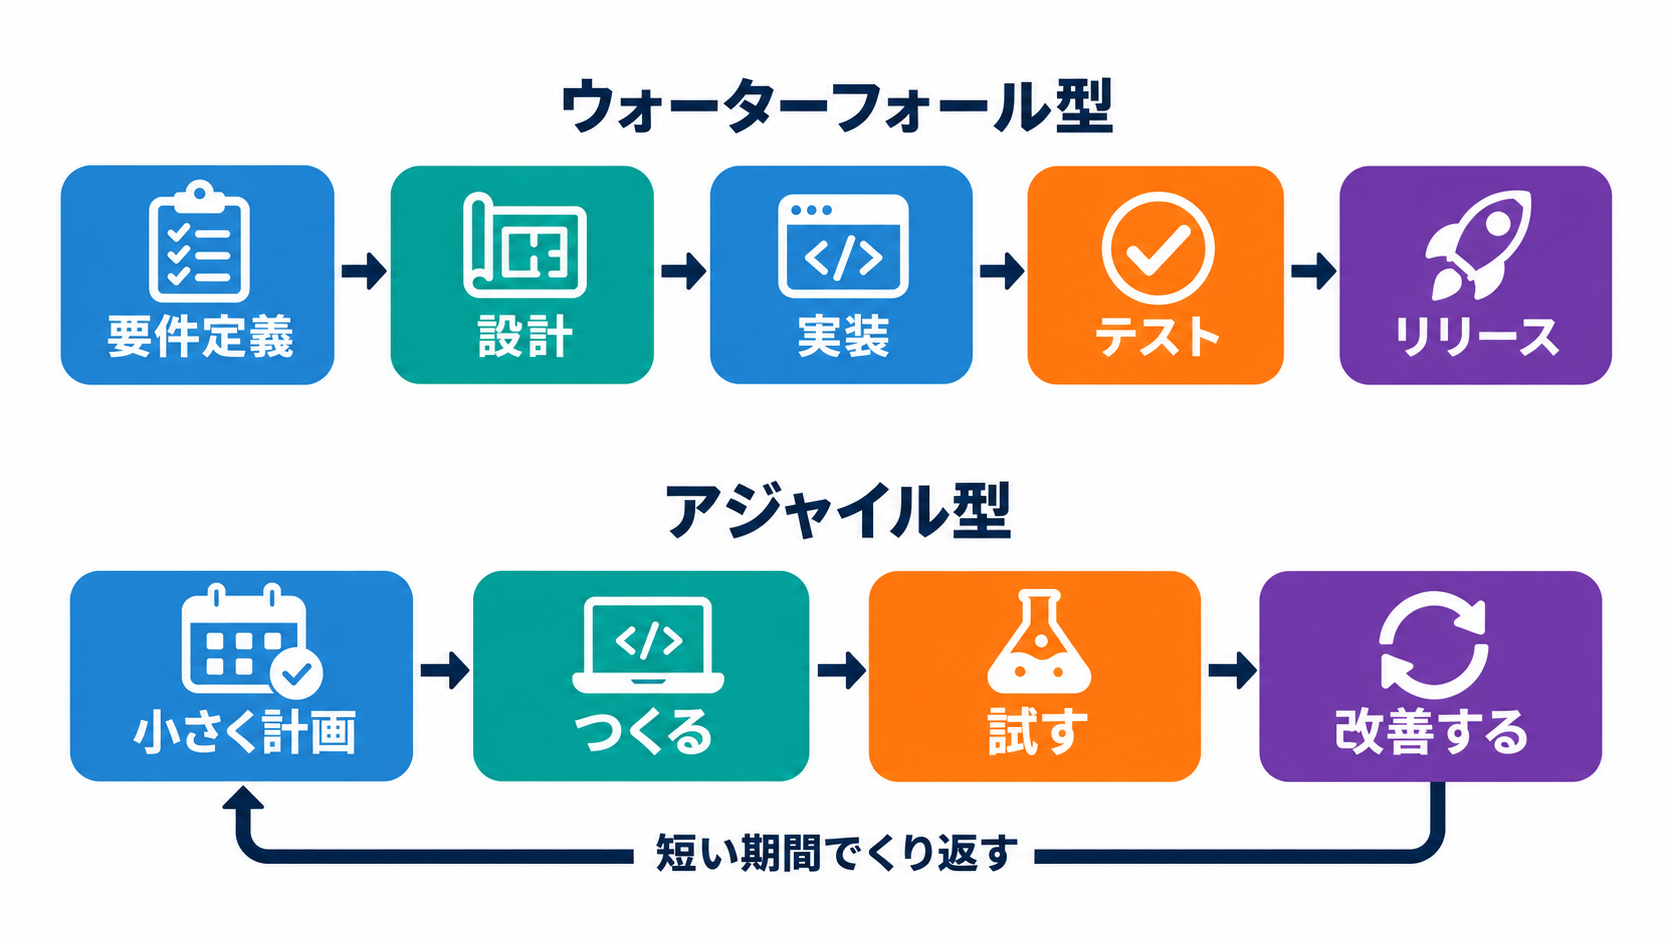 ウォーターフォール型
要件定義
設計
実装
テスト
リリース
アジャイル型
小さく計画
つくる
試す
改善する
短い期間でくり返す